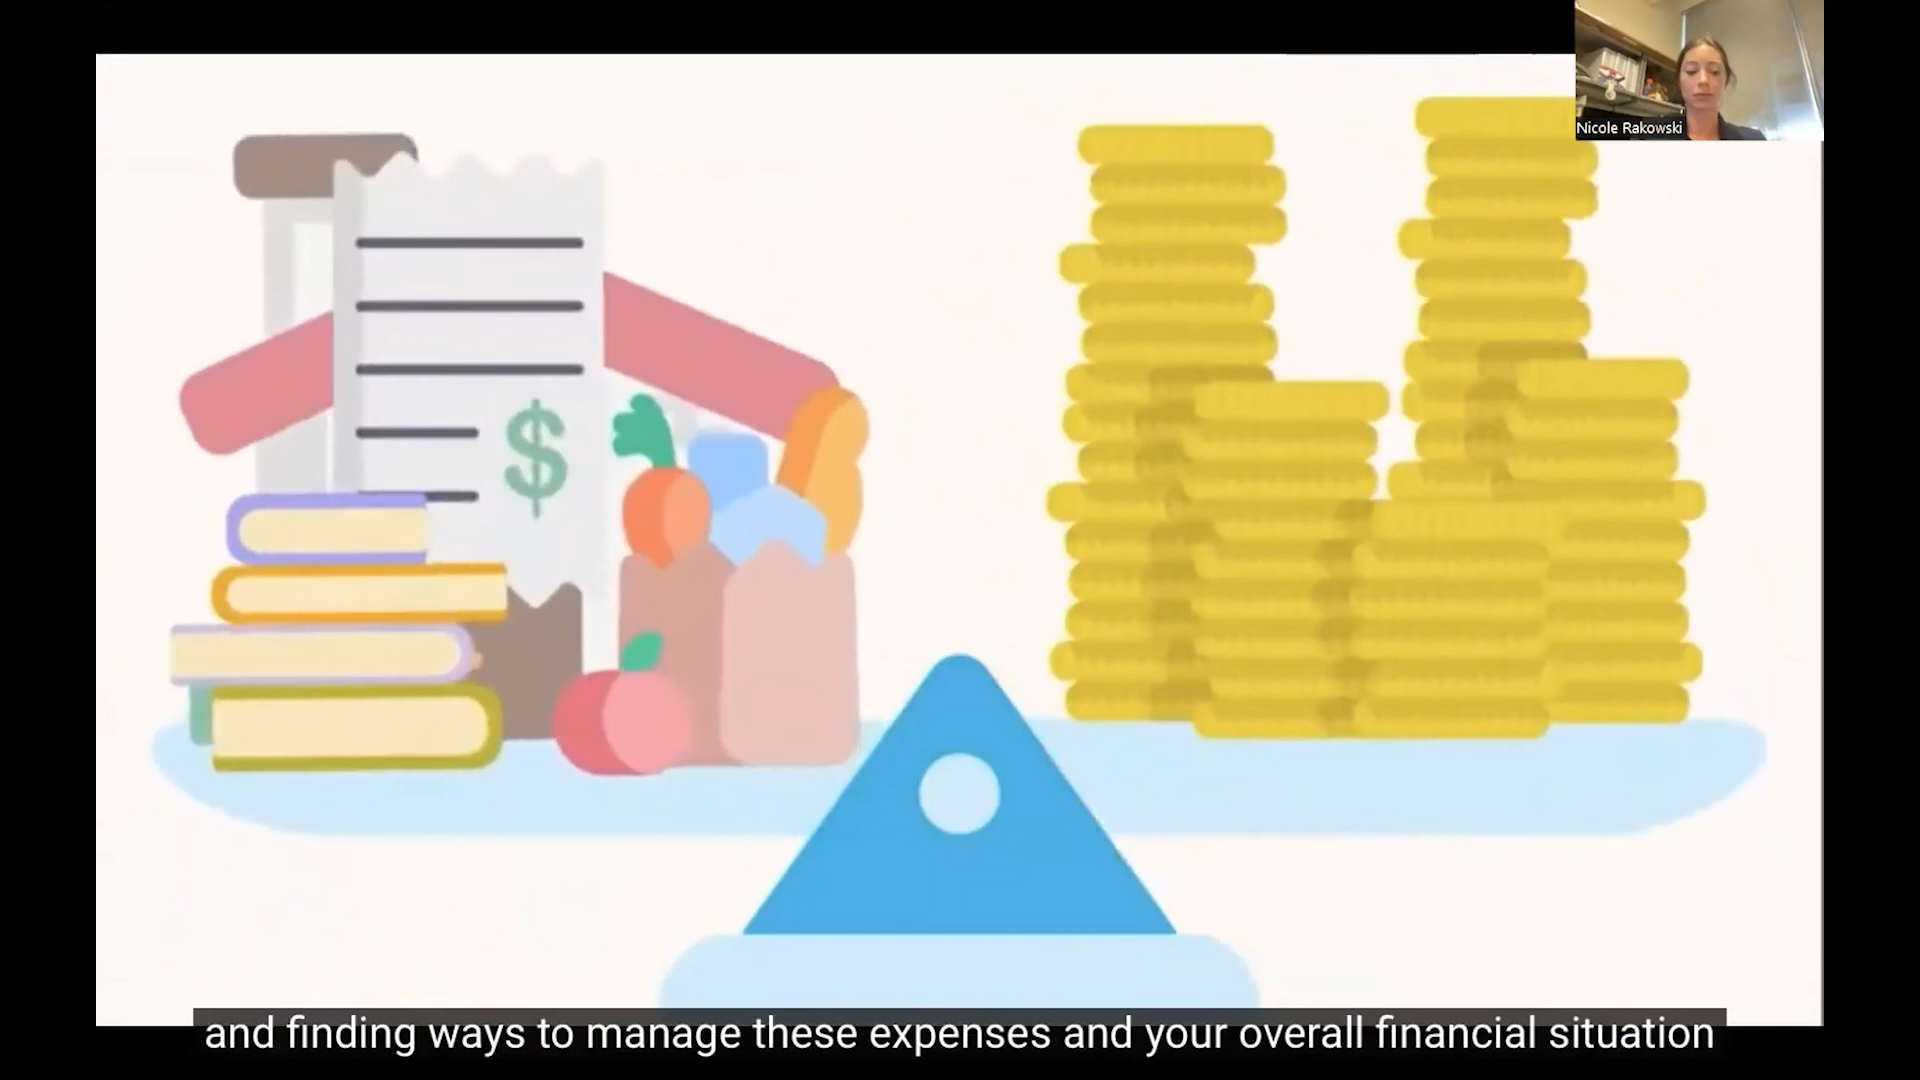 Nicole Rakowski
$
and finding ways to manage these expenses and your overall financial situation